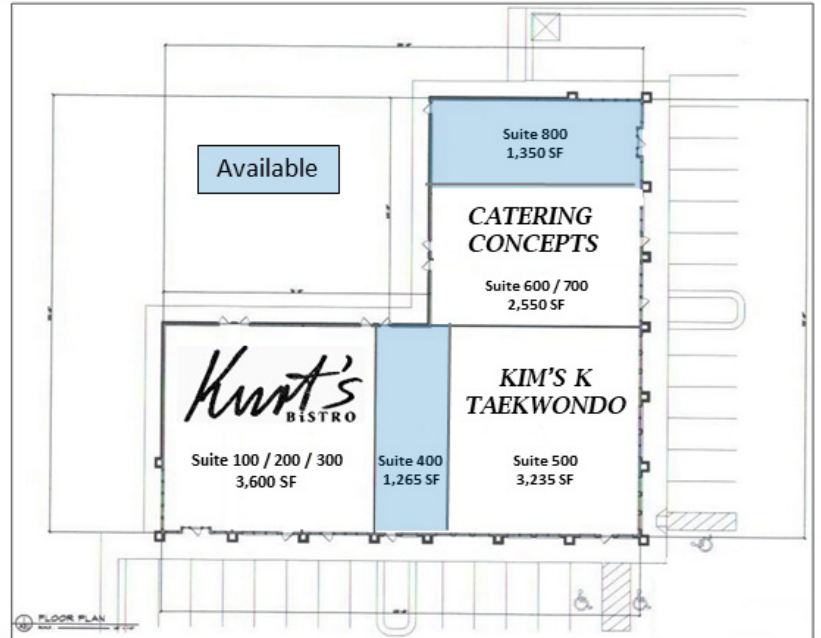 Available
Suite 800
1,350 SF
CATERING
CONCEPTS
Suite 600 / 700
2,550 SF
Kurt's
BiSTRO
Suite 100 / 200 / 300
3,600 SF
Suite 400
1,265 SF
KIM'S K
TAEKWONDO
Suite 500
3,235 SF
FLOOR PLAN